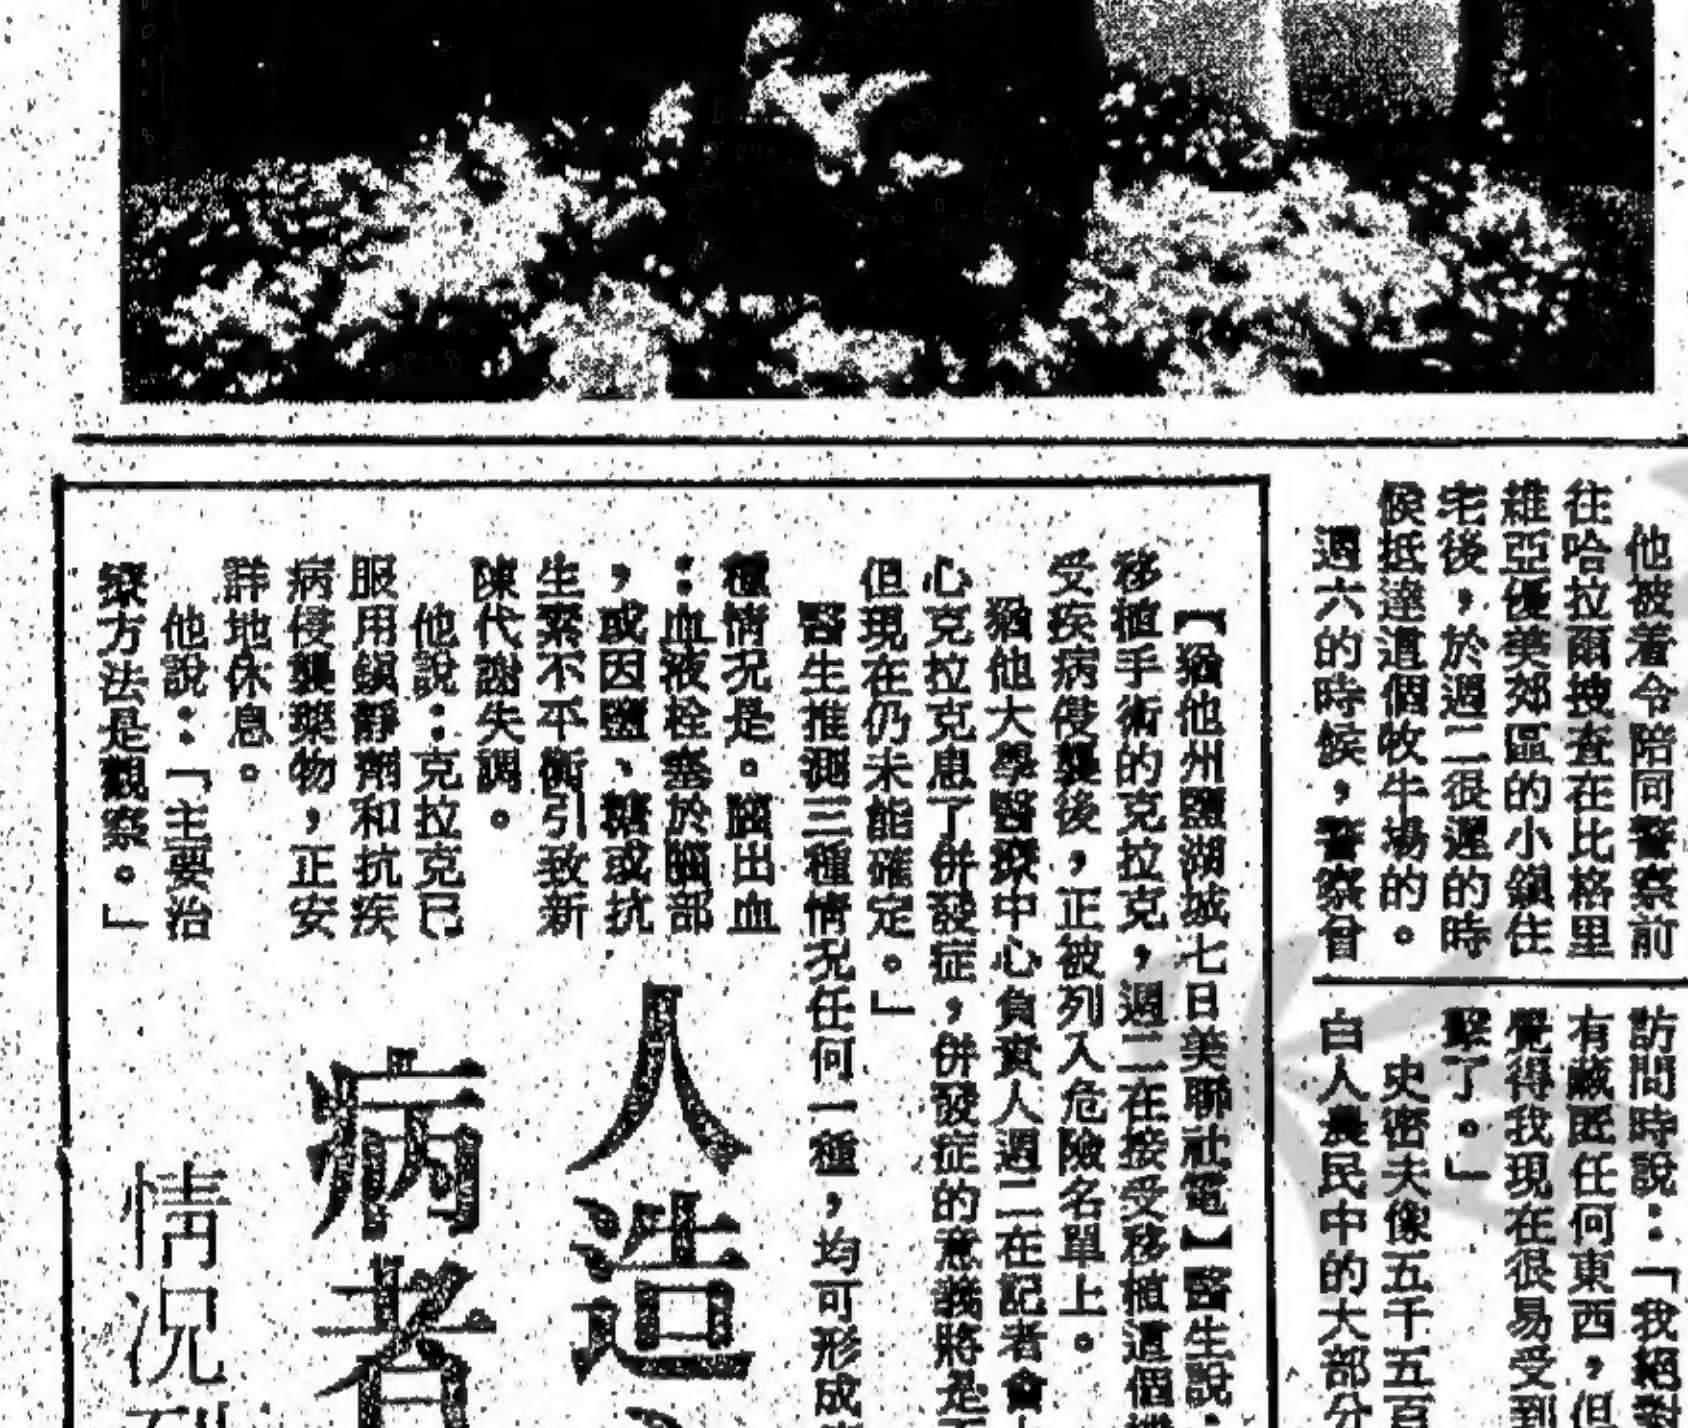 他被着令陪同警察前
往哈拉爾搜查在比格里
維亞優美郊區的小鎮住
宅後，於週二很遲的時
候抵達這個牧牛場的。
週六的時候，警察曾
訪問時說：「我絕對
有藏匿任何東西，但
覺得我現在很易受到
擊了。」
史密夫像五千五百
白人農民中的大部分
【猶他州鹽湖城七日美聯社電】醫生說，
移植手術的克拉克，週二在接受移植這個
受疾病侵襲後，正被列入危險名單上。
猶他大學醫療中心負責人週二在記者會
心克拉克患了併發症，併發症的意義將是
但現在仍未能確定。」
醫生推測三種情況任何一種，均可形成
種情况是。腦出血
：血液栓塞於腦部
，或因鹽、糖或抗
生素不平衡引致新
陳代謝失調。
他說：克拉克已
服用鎮靜劑和抗疾
病侵襲藥物，正安
詳地休息。
他說：「主要治
療方法是觀察。」
人造
病者
情况